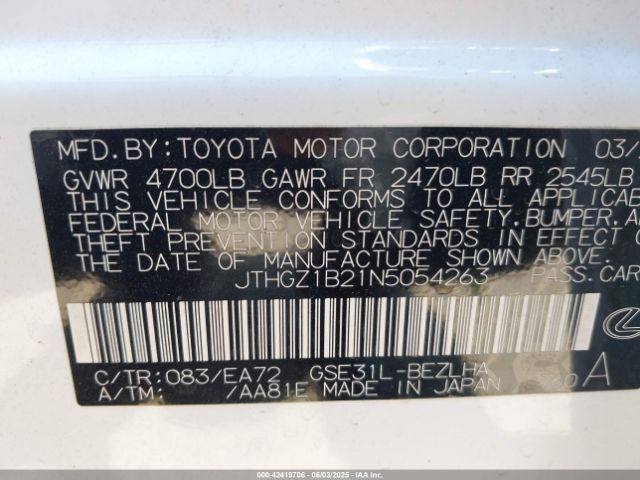 MFD. BY: TOYOTA MOTOR CORPORATION 03/
GVWR 4700LB GAWR FR 2470LB RR 2545LB
THIS VEHICLE CONFORMS TO ALL APPLICAB
FEDERAL MOTOR VEHICLE SAFETY, BUMPER, A
THEFT PREVENTION STANDARDS IN EFFECT O
THE DATE OF MANUFACTURE SHOWN ABOVE.
JTHGZ1B21N5054263 PASS. CAR
C/TR: 083/EA72 GSE31L-BEZLHA
A/TM: /AA81E MADE IN JAPAN A
00-42419706 - 06/03/2025 - IAA Inc.